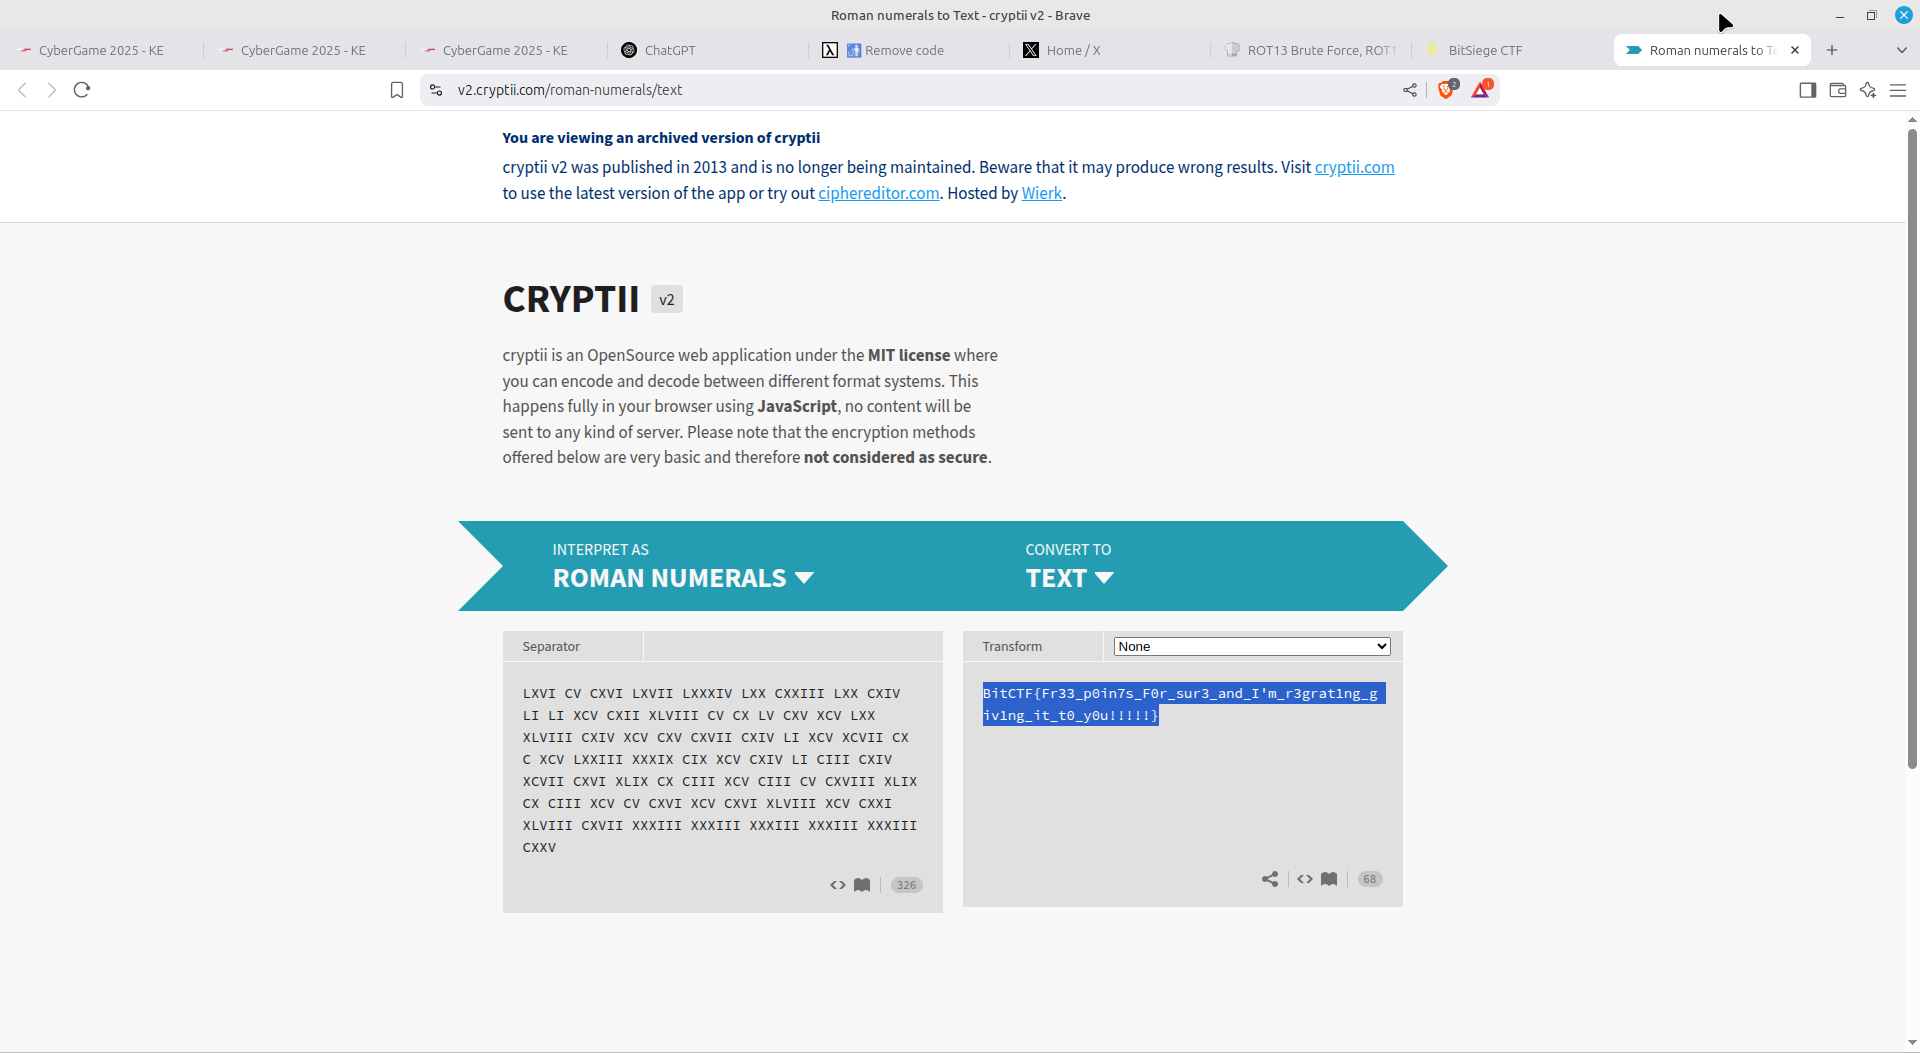 Roman numerals to Text - cryptii v2 - Brave
CyberGame 2025 - KE
CyberGame 2025 - KE
CyberGame 2025 - KE
ChatGPT
Remove code
Home / X
ROT13 Brute Force, ROT1
BitSiege CTF
Roman numerals to Te
v2.cryptii.com/roman-numerals/text
2
1
You are viewing an archived version of cryptii
cryptii v2 was published in 2013 and is no longer being maintained. Beware that it may produce wrong results. Visit cryptii.com
to use the latest version of the app or try out ciphereditor.com. Hosted by Wierk.
CRYPTII v2
cryptii is an OpenSource web application under the MIT license where
you can encode and decode between different format systems. This
happens fully in your browser using JavaScript, no content will be
sent to any kind of server. Please note that the encryption methods
offered below are very basic and therefore not considered as secure.
INTERPRET AS
ROMAN NUMERALS
CONVERT TO
TEXT
Separator
LXVI CV CXVI LXVII LXXXIV LXX CXXIII LXX CXIV
LI LI XCV CXII XLVIII CV CX LV CXV XCV LXX
XLVIII CXIV XCV CXV CXVII CXIV LI XCV XCVII CX
C XCV LXXIII XXXIX CIX XCV CXIV LI CIII CXIV
XCVII CXVI XLIX CX CIII XCV CIII CV CXVIII XLIX
CX CIII XCV CV CXVI XCV CXVI XLVIII XCV CXXI
XLVIII CXVII XXXIII XXXIII XXXIII XXXIII XXXIII
CXXV
326
Transform
None
BitCTF{Fr33_p0in7s_F0r_sur3_and_I'm_r3grat1ng_g
iv1ng_it_t0_y0u!!!!!}
68